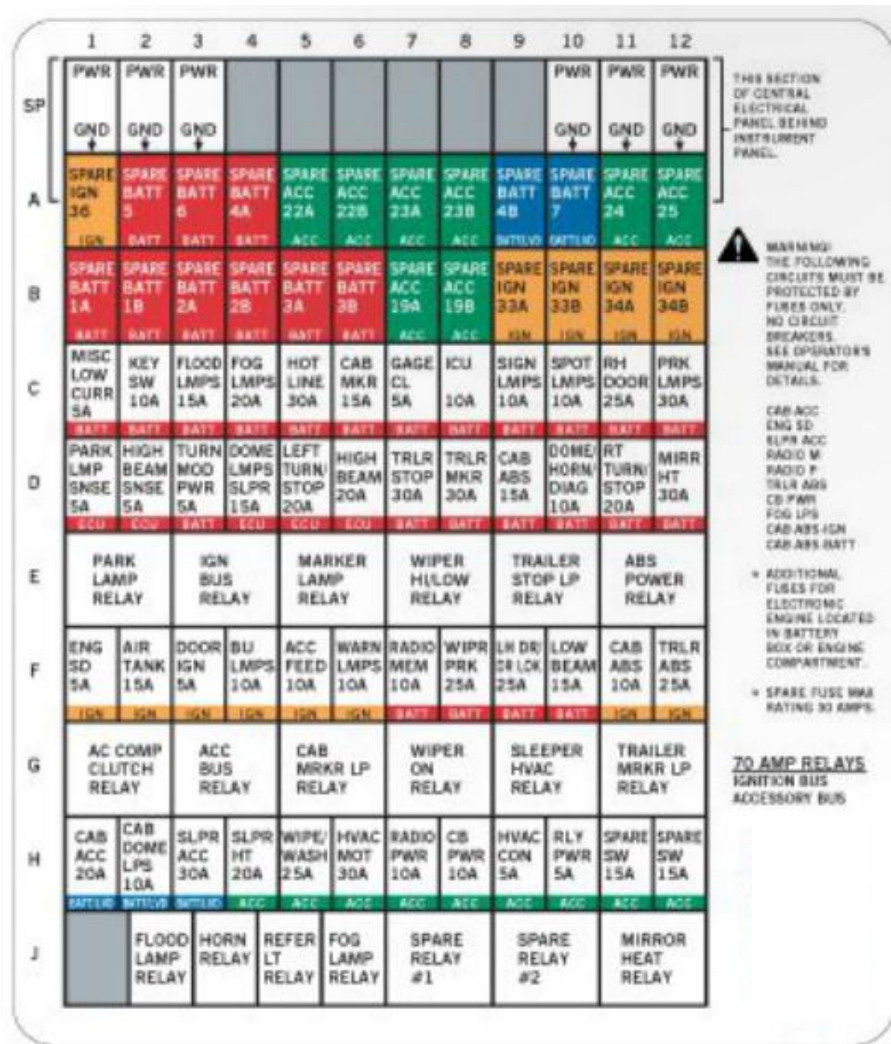 1 2 3 4 5 6 7 8 9 10 11 12
SP
PWR PWR PWR PWR PWR PWR
GND GND GND GND GND GND
THIS SECTION
OF CENTRAL
ELECTRICAL
PANEL BEHIND
INSTRUMENT
PANEL.
A
SPARE SPARE SPARE SPARE SPARE SPARE SPARE SPARE SPARE SPARE SPARE SPARE
IGN BATT BATT BATT ACC ACC ACC ACC BATT BATT ACC ACC
36 5 6 4A 22A 22B 23A 23B 4B 7 24 25
IGN BATT BATT BATT ACC ACC ACC ACC BATT/LVD BATT/LVD ACC ACC
B
SPARE SPARE SPARE SPARE SPARE SPARE SPARE SPARE SPARE SPARE SPARE SPARE
BATT BATT BATT BATT BATT BATT ACC ACC IGN IGN IGN IGN
1A 1B 2A 2B 3A 3B 19A 19B 33A 33B 34A 34B
BATT BATT BATT BATT BATT BATT ACC ACC IGN IGN IGN IGN
C
MISC KEY FLOOD FOG HOT CAB GAGE ICU SIGN SPOT RH PRK
LOW SW LMPS LMPS LINE MKR CL LMPS LMPS DOOR LMPS
CURR 10A 15A 20A 30A 15A 5A 10A 10A 10A 25A 30A
5A
BATT BATT BATT BATT BATT BATT BATT BATT BATT BATT BATT BATT
D
PARK HIGH TURN DOME LEFT HIGH TRLR TRLR CAB DOME/ RT MIRR
LMP BEAM MOD LMPS TURN/ BEAM STOP MKR ABS HORN/ TURN/ HT
SNSE SNSE PWR SLPR STOP 20A 30A 30A 15A DIAG STOP 30A
5A 5A 5A 15A 20A 10A 20A
ECU ECU BATT ECU ECU ECU BATT BATT BATT BATT BATT BATT
E
PARK IGN MARKER WIPER TRAILER ABS
LAMP BUS LAMP HI/LOW STOP LP POWER
RELAY RELAY RELAY RELAY RELAY RELAY
F
ENG AIR DOOR BU ACC WARN RADIO WIPR LH DR/ LOW CAB TRLR
SD TANK IGN LMPS FEED LMPS MEM PRK DR LOK BEAM ABS ABS
5A 15A 5A 10A 10A 10A 10A 25A 25A 15A 10A 25A
IGN IGN IGN IGN IGN IGN BATT BATT BATT BATT IGN IGN
G
AC COMP ACC CAB WIPER SLEEPER TRAILER
CLUTCH BUS MRKR LP ON HVAC MRKR LP
RELAY RELAY RELAY RELAY RELAY RELAY
H
CAB CAB SLPR SLPR WIPE/ HVAC RADIO CB HVAC RLY SPARE SPARE
ACC DOME ACC HT WASH MOT PWR PWR CON PWR SW SW
20A LPS 30A 20A 25A 30A 10A 10A 5A 5A 15A 15A
10A
BATT/LVD BATT/LVD BATT/LVD ACC ACC ACC ACC ACC ACC ACC ACC ACC
J
FLOOD HORN REFER FOG SPARE SPARE MIRROR
LAMP RELAY LT LAMP RELAY RELAY HEAT
RELAY RELAY RELAY #1 #2 RELAY
WARNING!
THE FOLLOWING
CIRCUITS MUST BE
PROTECTED BY
FUSES ONLY.
NO CIRCUIT
BREAKERS.
SEE OPERATOR'S
MANUAL FOR
DETAILS.
CAB ACC
ENG SD
SLPR ACC
RADIO M
RADIO P
TRLR ABS
CB PWR
FOG LPS
CAB ABS-IGN
CAB ABS-BATT
* ADDITIONAL
FUSES FOR
ELECTRONIC
ENGINE LOCATED
IN BATTERY
BOX OR ENGINE
COMPARTMENT.
* SPARE FUSE MAX
RATING 30 AMPS.
70 AMP RELAYS
IGNITION BUS
ACCESSORY BUS